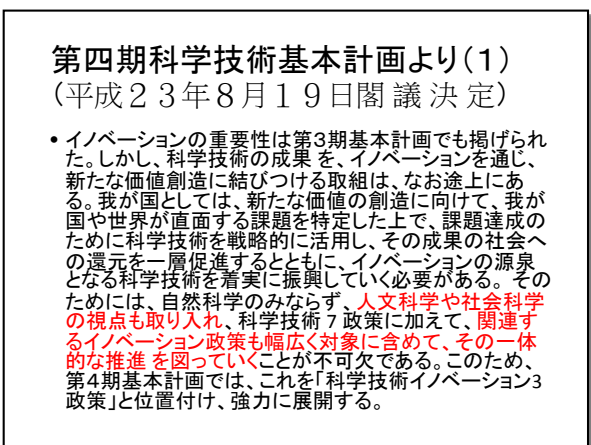 第四期科学技術基本計画より(1)
(平成23年8月19日閣 議 決 定)
• イノベーションの重要性は第3期基本計画でも掲げられ
た。しかし、科学技術の成果 を、イノベーションを通じ、
新たな価値創造に結びつける取組は、なお途上にあ
る。我が国としては、新たな価値の創造に向けて、我が
国や世界が直面する課題を特定した上で、課題達成の
ために科学技術を戦略的に活用し、その成果の社会へ
の還元を一層促進するとともに、イノベーションの源泉
となる科学技術を着実に振興していく必要がある。 その
ためには、自然科学のみならず、人文科学や社会科学
の視点も取り入れ、科学技術 7 政策に加えて、関連す
るイノベーション政策も幅広く対象に含めて、その一体
的な推進 を図っていくことが不可欠である。このため、
第4期基本計画では、これを「科学技術イノベーション3
政策」と位置付け、強力に展開する。